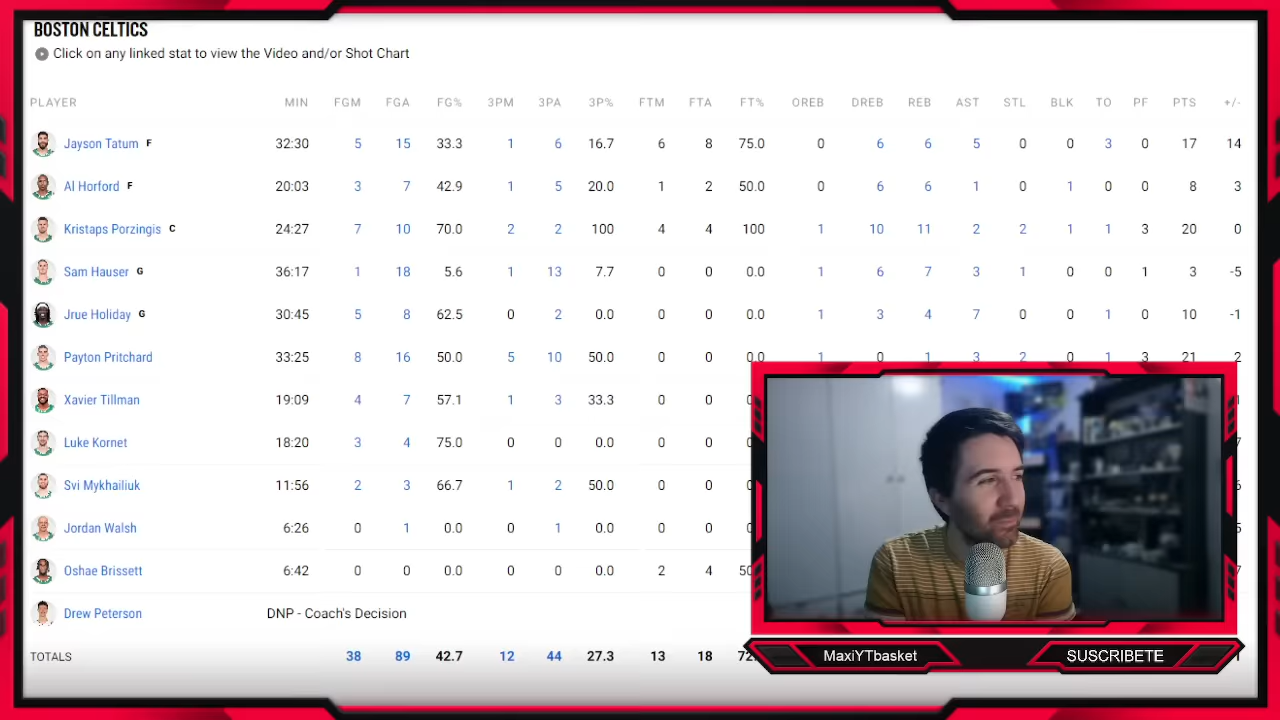 BOSTON CELTICS
Click on any linked stat to view the Video and/or Shot Chart
PLAYER MIN FGM FGA FG% 3PM 3PA 3P% FTM FTA FT% OREB DREB REB AST STL BLK TO PF PTS +/-
Jayson Tatum F 32:30 5 15 33.3 1 6 16.7 6 8 75.0 0 6 6 5 0 0 3 0 17 14
Al Horford F 20:03 3 7 42.9 1 5 20.0 1 2 50.0 0 6 6 1 0 1 0 0 8 3
Kristaps Porzingis C 24:27 7 10 70.0 2 2 100 4 4 100 1 10 11 2 2 1 1 3 20 0
Sam Hauser G 36:17 1 18 5.6 1 13 7.7 0 0 0.0 1 6 7 3 1 0 0 1 3 -5
Jrue Holiday G 30:45 5 8 62.5 0 2 0.0 0 0 0.0 1 3 4 7 0 0 1 0 10 -1
Payton Pritchard 33:25 8 16 50.0 5 10 50.0 0 0 0.0 1 0 1 3 2 0 1 3 21 2
Xavier Tillman 19:09 4 7 57.1 1 3 33.3 0 0
Luke Kornet 18:20 3 4 75.0 0 0 0.0 0 0
Svi Mykhailiuk 11:56 2 3 66.7 1 2 50.0 0 0
Jordan Walsh 6:26 0 1 0.0 0 1 0.0 0 0
Oshae Brissett 6:42 0 0 0.0 0 0 0.0 2 4
Drew Peterson DNP - Coach's Decision
TOTALS 38 89 42.7 12 44 27.3 13 18
MaxiYTbasket
SUSCRIBETE